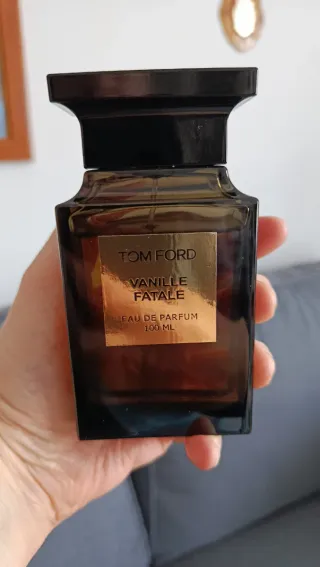 TOM FORD
VANILLE
FATALE
EAU DE PARFUM
100 ML